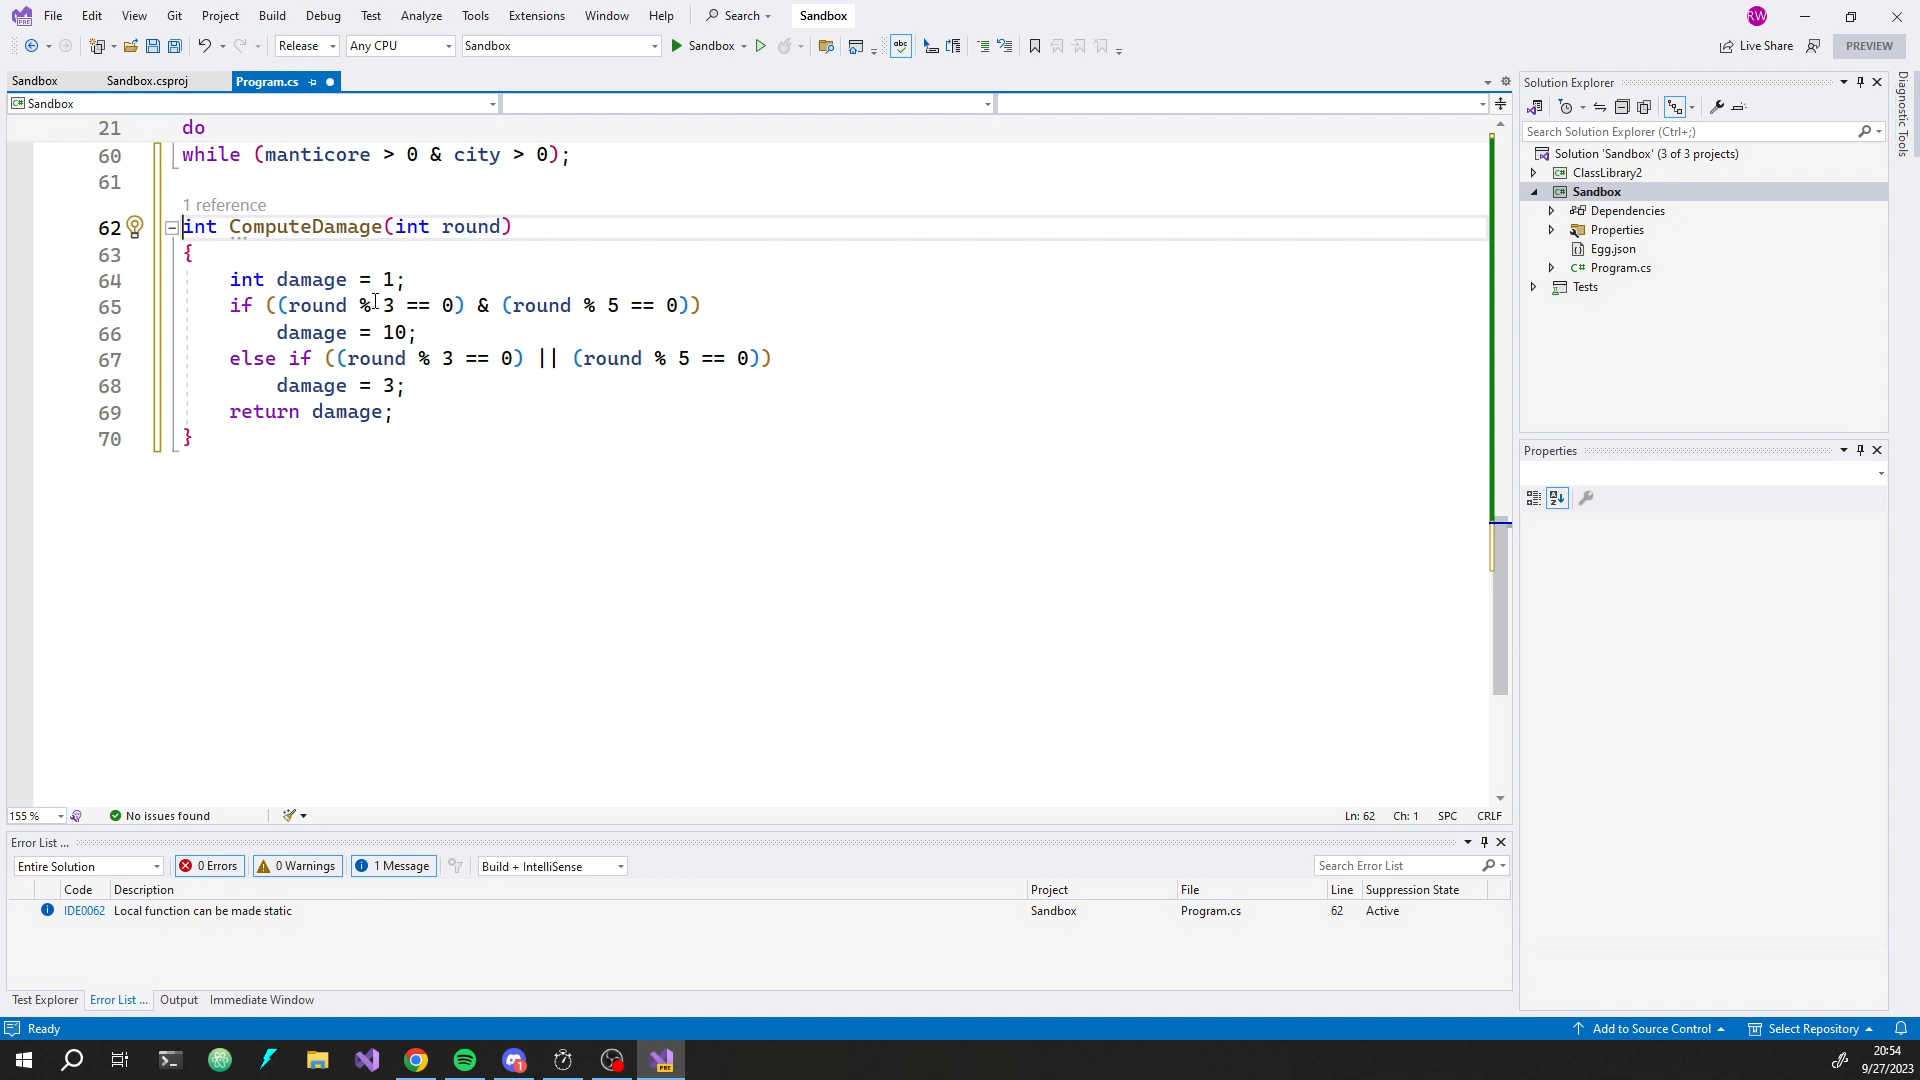 File Edit View Git Project Build Debug Test Analyze Tools Extensions Window Help Search Sandbox RW
Release Any CPU Sandbox Sandbox Live Share PREVIEW
Sandbox Sandbox.csproj Program.cs
C# Sandbox
21 do
60 while (manticore > 0 & city > 0);
61
1 reference
62 int ComputeDamage(int round)
63 {
64 int damage = 1;
65 if ((round % 3 == 0) & (round % 5 == 0))
66 damage = 10;
67 else if ((round % 3 == 0) || (round % 5 == 0))
68 damage = 3;
69 return damage;
70 }
155 % No issues found Ln: 62 Ch: 1 SPC CRLF
Error List ...
Entire Solution 0 Errors 0 Warnings 1 Message Build + IntelliSense Search Error List
Code Description Project File Line Suppression State
IDE0062 Local function can be made static Sandbox Program.cs 62 Active
Test Explorer Error List ... Output Immediate Window
Solution Explorer
Search Solution Explorer (Ctrl+;)
Solution 'Sandbox' (3 of 3 projects)
C# ClassLibrary2
C# Sandbox
Dependencies
Properties
Egg.json
C# Program.cs
Tests
Properties
Diagnostic Tools
Ready Add to Source Control Select Repository
1 PRE
20:54
9/27/2023